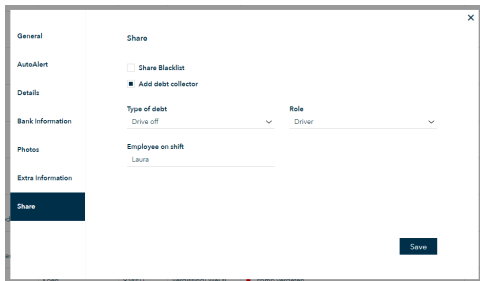 General
AutoAlert
Details
Bank Information
Photos
Extra Information
Share
Share
Share Blacklist
Add debt collector
Type of debt
Drive off
Role
Driver
Employee on shift
Laura
Save